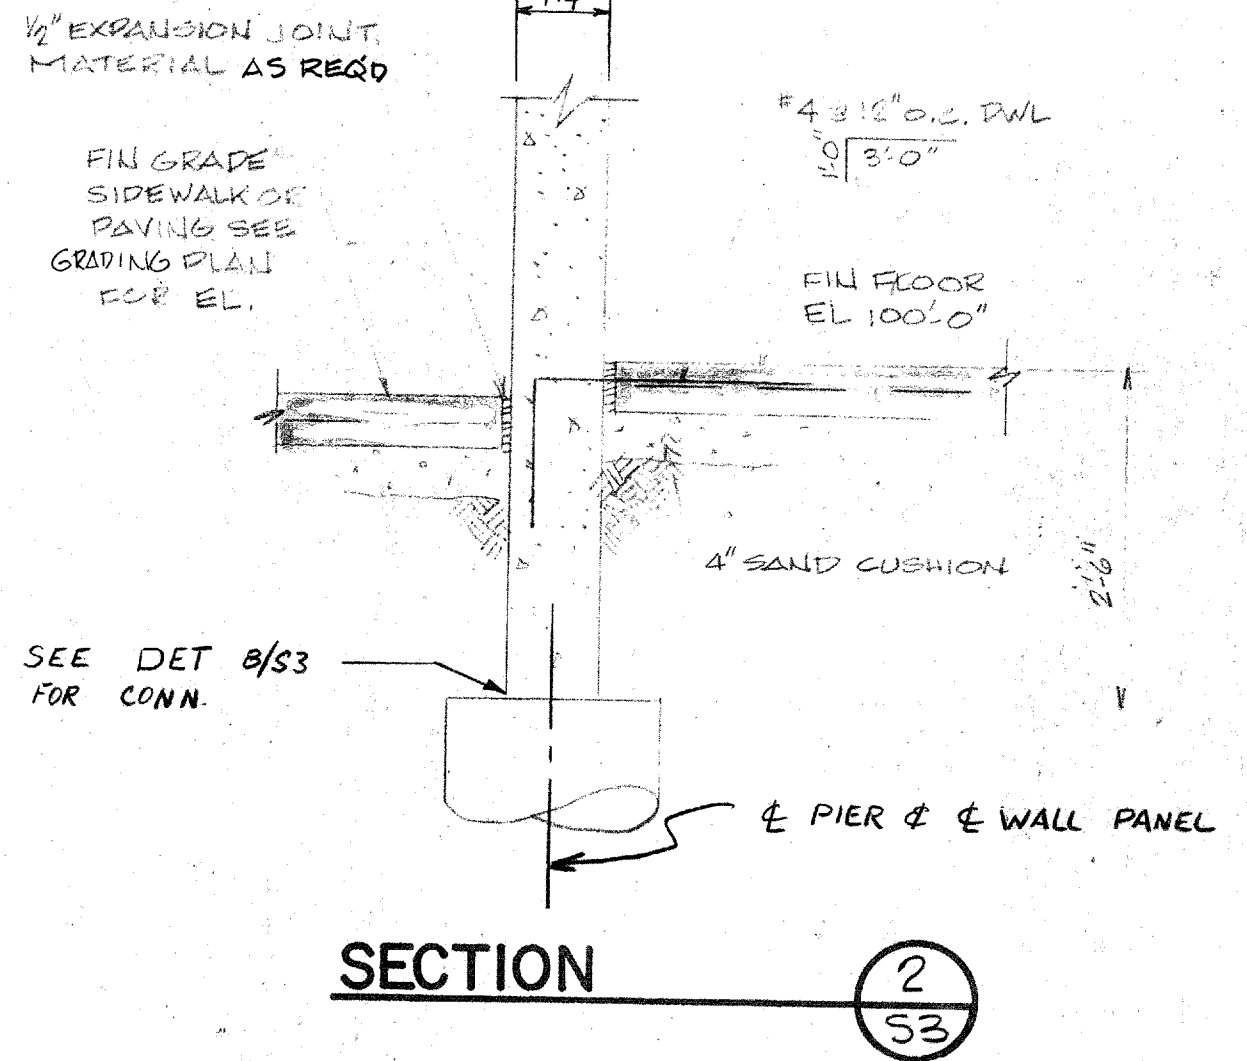 ½" EXPANSION JOINT
MATERIAL AS REQ'D
#4 @ 12" o.c. DWL
1'-0 3'-0"
FIN GRADE
SIDEWALK OR
PAVING SEE
GRADING PLAN
FOR EL.
FIN FLOOR
EL 100'-0"
4" SAND CUSHION
2'-6"
SEE DET 8/S3
FOR CONN.
℄ PIER & ℄ WALL PANEL
SECTION
2
S3